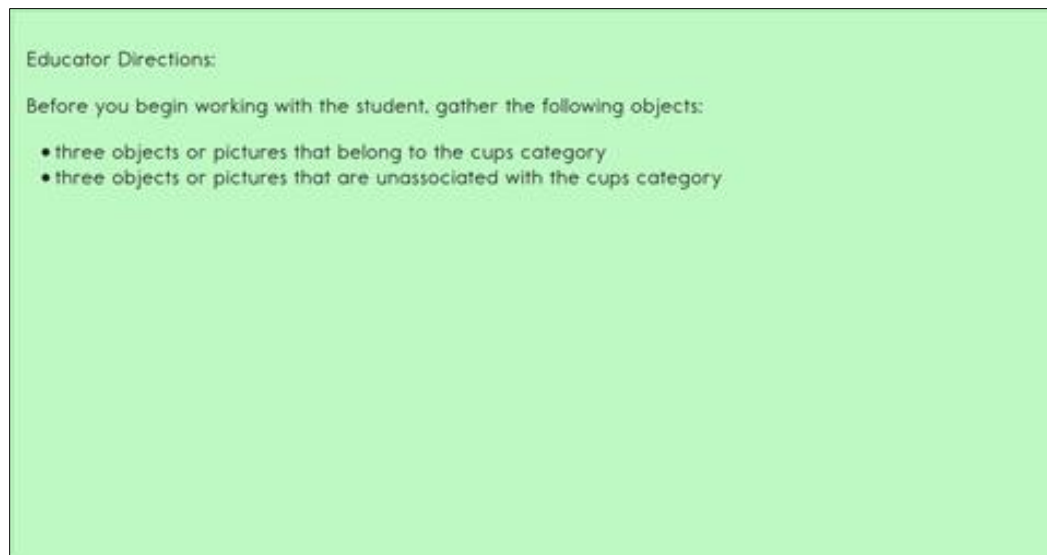 Educator Directions:
Before you begin working with the student, gather the following objects:
• three objects or pictures that belong to the cups category
• three objects or pictures that are unassociated with the cups category